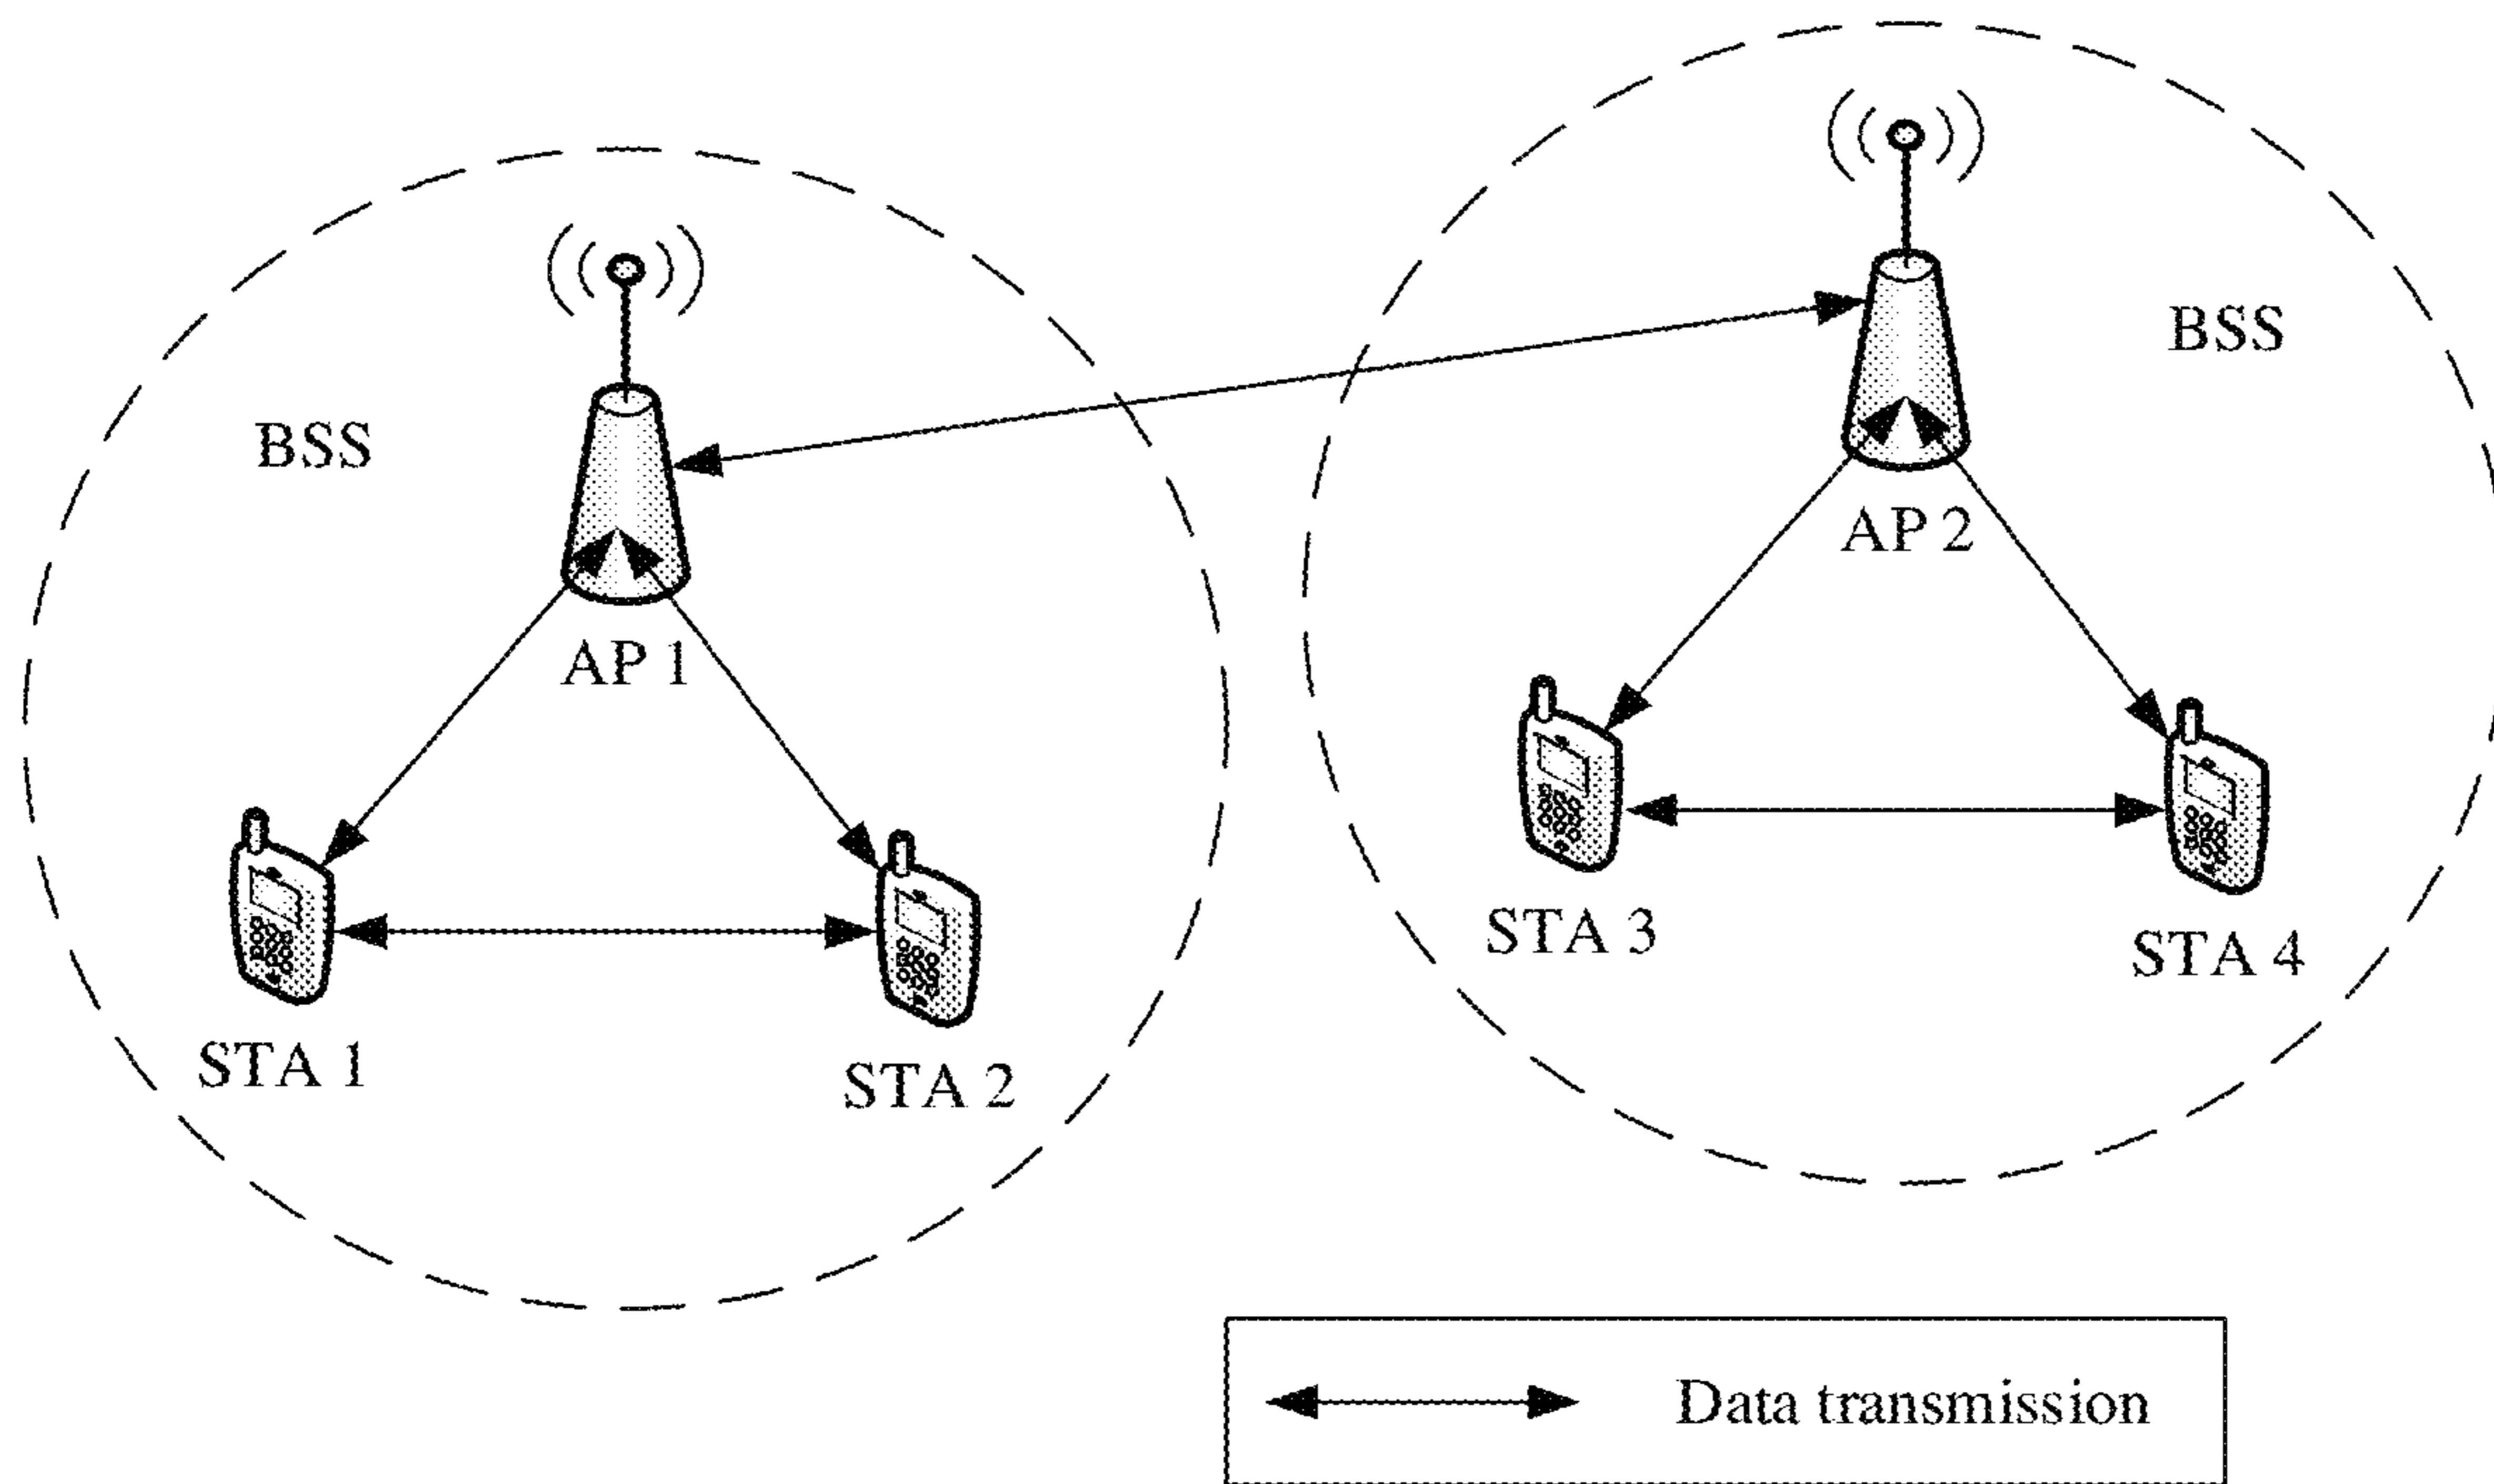 BSS
BSS
AP 1
AP 2
STA 1
STA 2
STA 3
STA 4
Data transmission